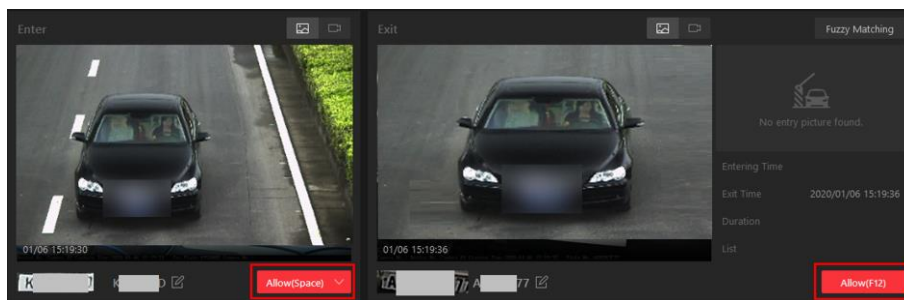 Enter
01/06 15:19:30
K
K D
Allow(Space)
Exit
01/06 15:19:36
A 77
Fuzzy Matching
No entry picture found.
Entering Time
Exit Time 2020/01/06 15:19:36
Duration
List
Allow(F12)